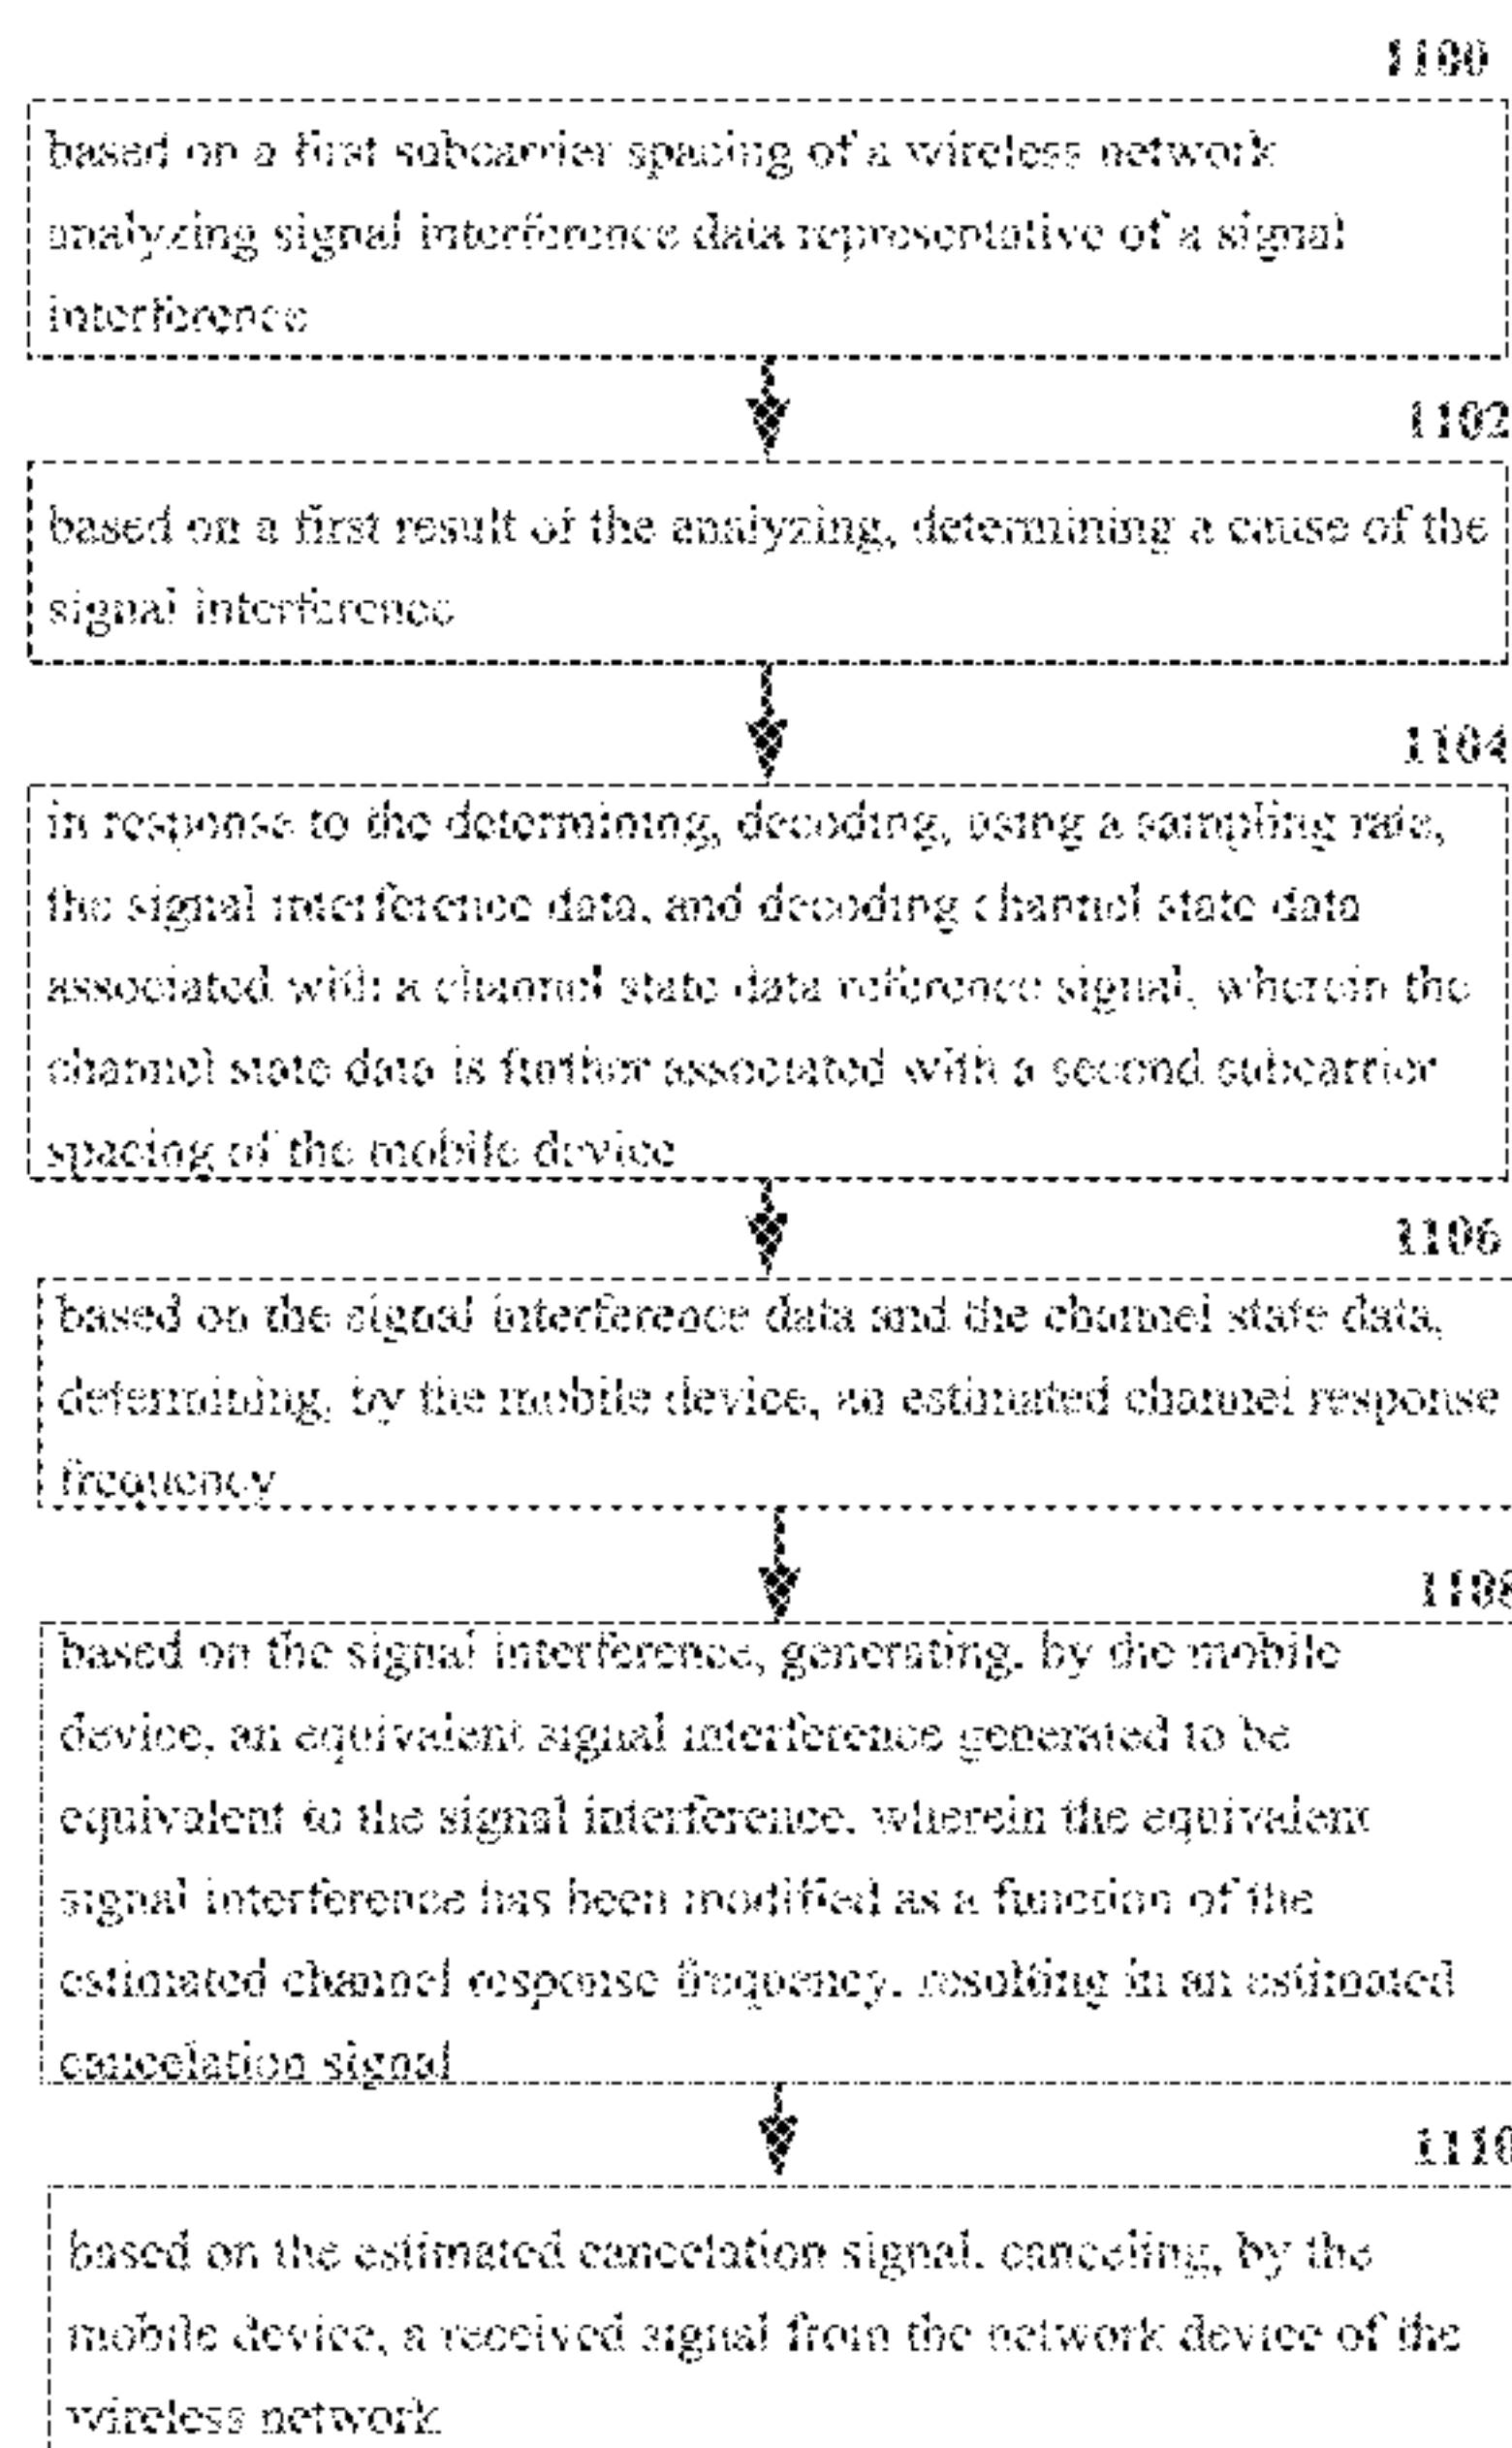 1100
based on a first subcarrier spacing of a wireless network
analyzing signal interference data representative of a signal
interference
1102
based on a first result of the analyzing, determining a cause of the
signal interference
1104
in response to the determining, decoding, using a sampling rate,
the signal interference data, and decoding channel state data
associated with a channel state data reference signal, wherein the
channel state data is further associated with a second subcarrier
spacing of the mobile device
1106
based on the signal interference data and the channel state data,
determining, by the mobile device, an estimated channel response
frequency
1108
based on the signal interference, generating, by the mobile
device, an equivalent signal interference generated to be
equivalent to the signal interference, wherein the equivalent
signal interference has been modified as a function of the
estimated channel response frequency, resulting in an estimated
cancelation signal
1110
based on the estimated cancelation signal, canceling, by the
mobile device, a received signal from the network device of the
wireless network